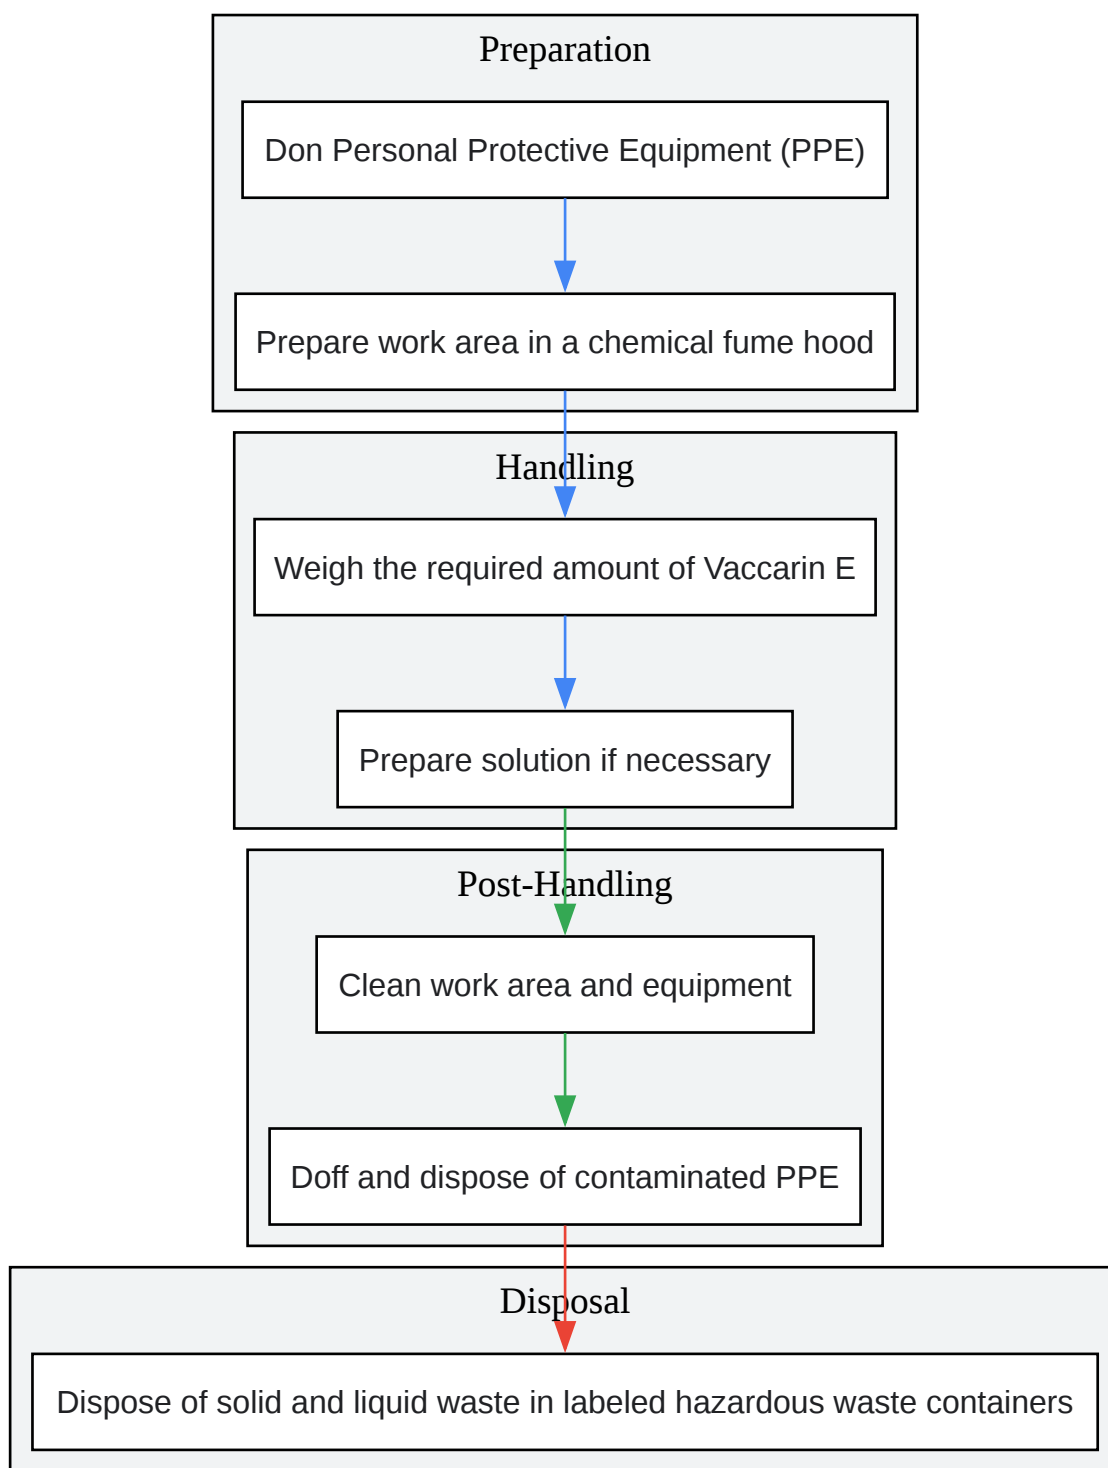 Preparation
Don Personal Protective Equipment (PPE)
Prepare work area in a chemical fume hood
Handling
Weigh the required amount of Vaccarin E
Prepare solution if necessary
Post-Handling
Clean work area and equipment
Doff and dispose of contaminated PPE
Disposal
Dispose of solid and liquid waste in labeled hazardous waste containers